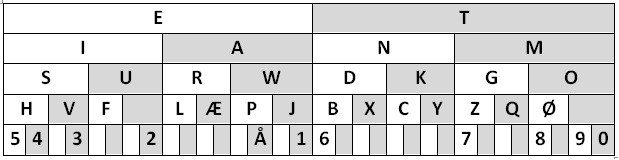 E T
I A N M
S U R W D K G O
H V F L Æ P J B X C Y Z Q Ø
5 4 3 2 Å 1 6 7 8 9 0